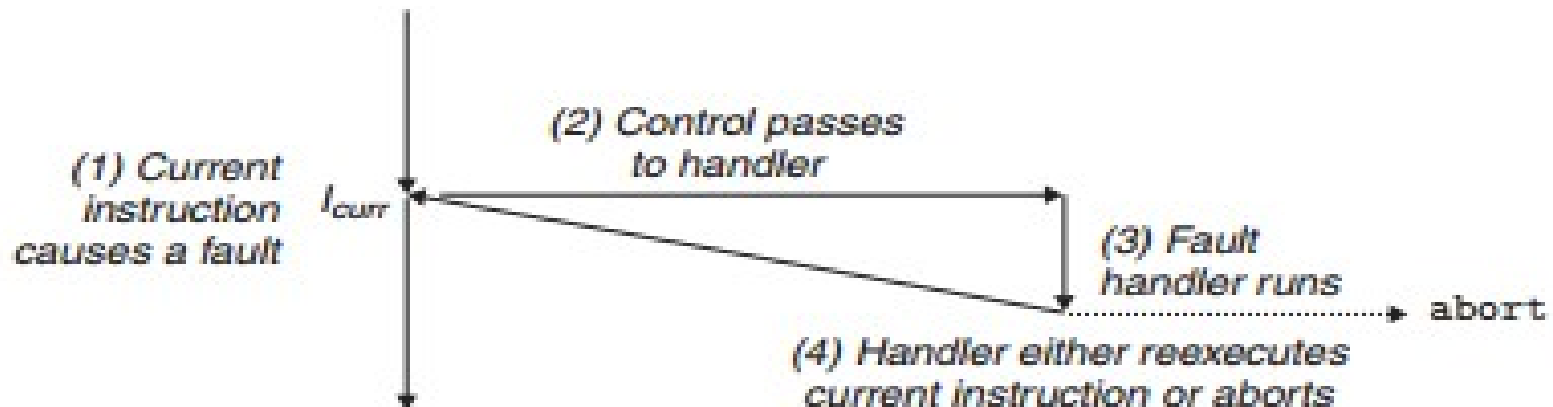 (2) Control passes
to handler
(1) Current
instruction
causes a fault
Icurr
(3) Fault
handler runs
abort
(4) Handler either reexecutes
current instruction or aborts